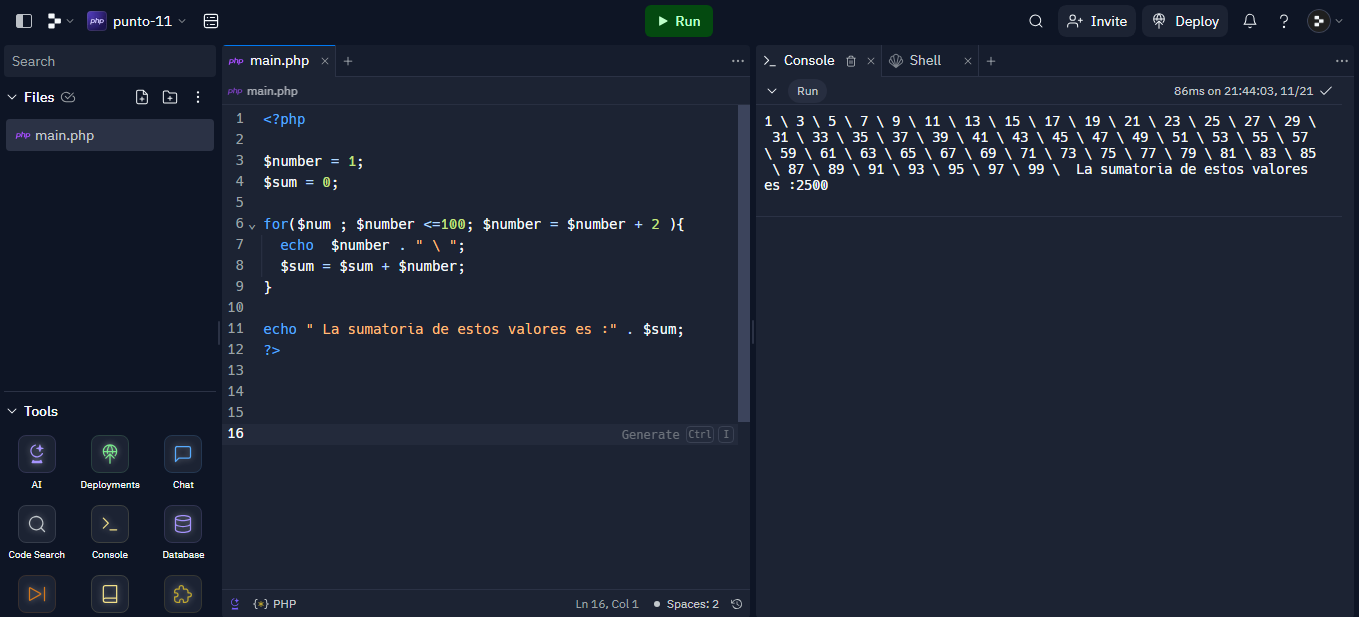 php punto-11
Run
Invite
Deploy
Search
Files
php main.php
Tools
AI
Deployments
Chat
Code Search
Console
Database
php main.php
php main.php
1 <?php
2
3 $number = 1;
4 $sum = 0;
5
6 for($num ; $number <=100; $number = $number + 2 ){
7 echo  $number . " \ ";
8 $sum = $sum + $number;
9 }
10
11 echo " La sumatoria de estos valores es :" . $sum;
12 ?>
13
14
15
16 Generate Ctrl I
{*} PHP
Ln 16, Col 1
Spaces: 2
Console
Shell
Run
86ms on 21:44:03, 11/21
1 \ 3 \ 5 \ 7 \ 9 \ 11 \ 13 \ 15 \ 17 \ 19 \ 21 \ 23 \ 25 \ 27 \ 29 \
31 \ 33 \ 35 \ 37 \ 39 \ 41 \ 43 \ 45 \ 47 \ 49 \ 51 \ 53 \ 55 \ 57
\ 59 \ 61 \ 63 \ 65 \ 67 \ 69 \ 71 \ 73 \ 75 \ 77 \ 79 \ 81 \ 83 \ 85
\ 87 \ 89 \ 91 \ 93 \ 95 \ 97 \ 99 \  La sumatoria de estos valores
es :2500